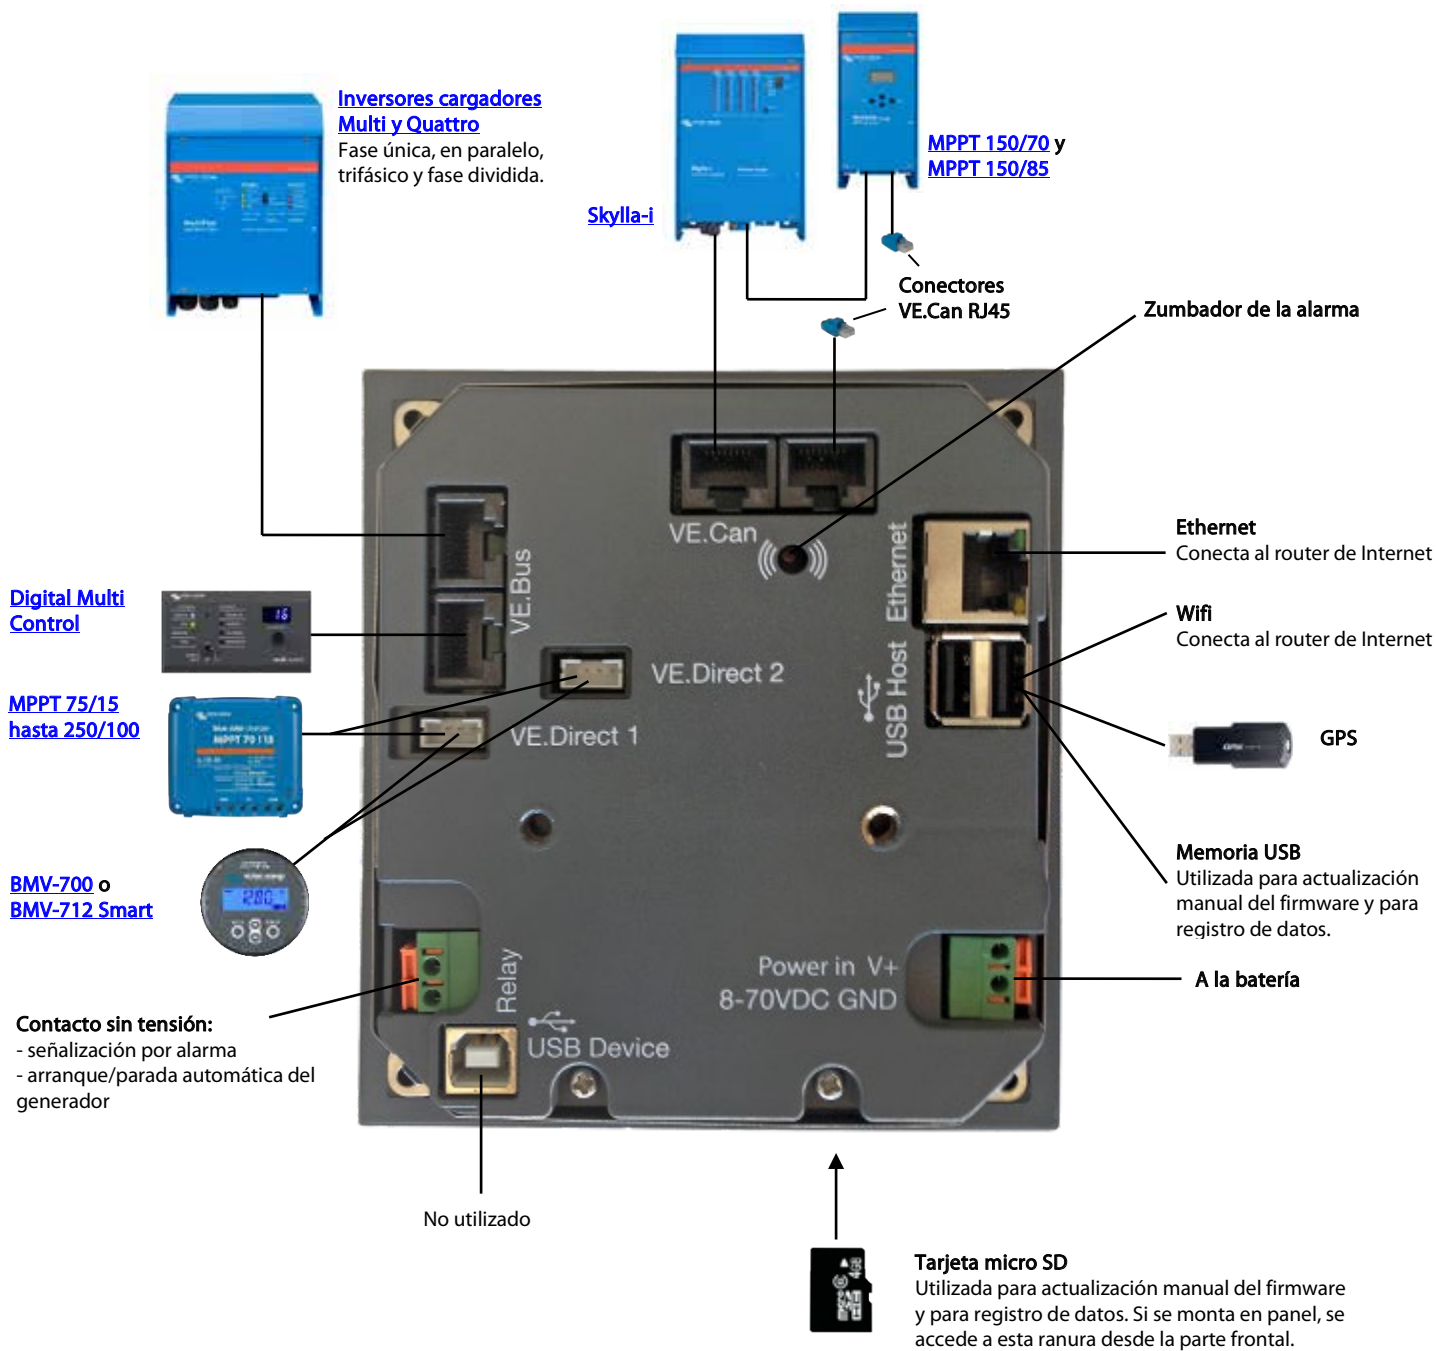 Inversores cargadores
Multi y Quattro
Fase única, en paralelo,
trifásico y fase dividida.
Skylla-i
MPPT 150/70 y
MPPT 150/85
Conectores
VE.Can RJ45
Zumbador de la alarma
VE.Can
VE.Bus
Ethernet
USB Host
Ethernet
Conecta al router de Internet
Wifi
Conecta al router de Internet
Digital Multi
Control
16
VE.Direct 2
MPPT 75/15
hasta 250/100
MPPT 70 | 15
VE.Direct 1
GPS
Memoria USB
Utilizada para actualización
manual del firmware y para
registro de datos.
BMV-700 o
BMV-712 Smart
Power in V+
8-70VDC GND
A la batería
Relay
USB Device
Contacto sin tensión:
- señalización por alarma
- arranque/parada automática del
generador
No utilizado
4GB
Tarjeta micro SD
Utilizada para actualización manual del firmware
y para registro de datos. Si se monta en panel, se
accede a esta ranura desde la parte frontal.